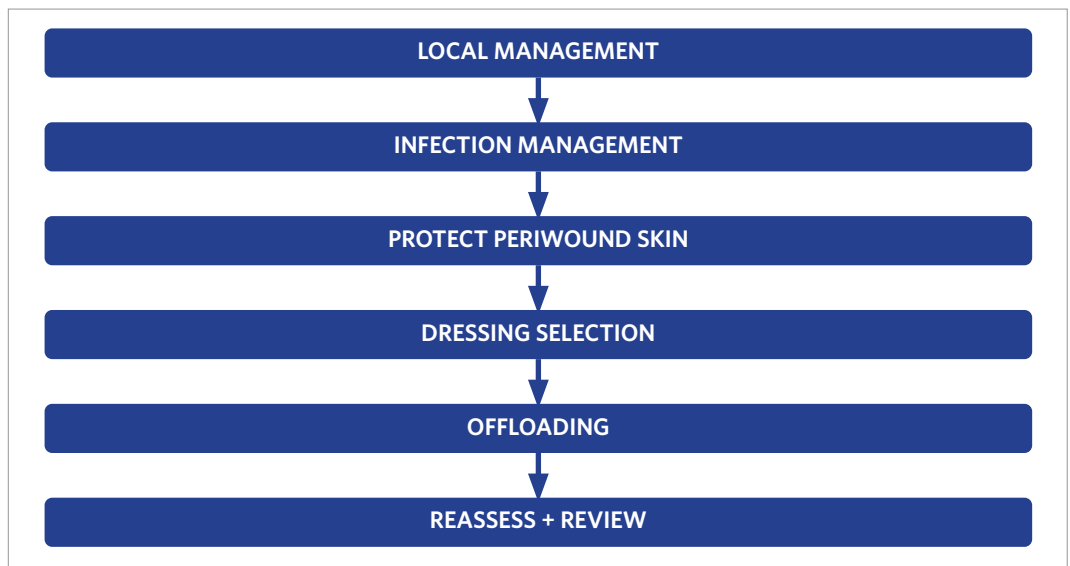 LOCAL MANAGEMENT
INFECTION MANAGEMENT
PROTECT PERIWOUND SKIN
DRESSING SELECTION
OFFLOADING
REASSESS + REVIEW